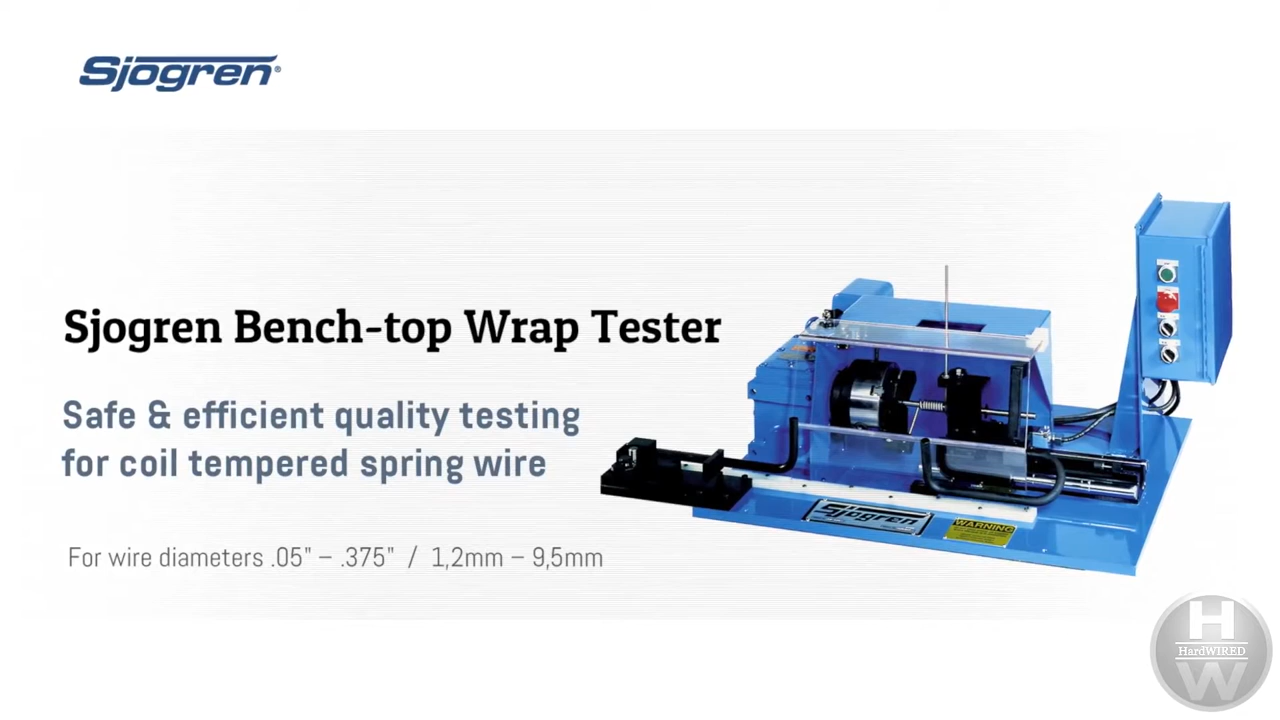 Sjogren®
Sjogren Bench-top Wrap Tester
Safe & efficient quality testing
for coil tempered spring wire
For wire diameters .05" – .375" / 1,2mm – 9,5mm
Sjogren
WARNING
H
HardWIRED
W